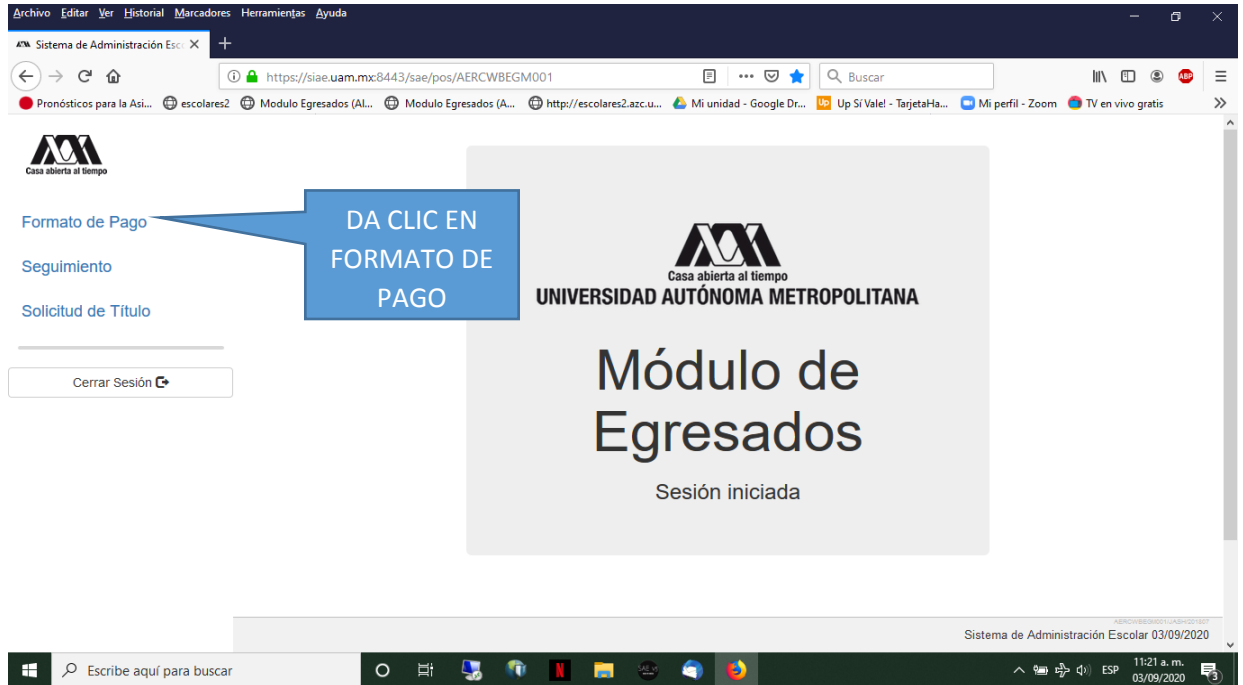 Archivo Editar Ver Historial Marcadores Herramientas Ayuda
Sistema de Administración Esc
https://siae.uam.mx:8443/sae/pos/AERCWBEGM001
Buscar
Pronósticos para la Asi... escolares2 Modulo Egresados (Al... Modulo Egresados (A... http://escolares2.azc.u... Mi unidad - Google Dr... Up Up Sí Vale! - TarjetaHa... Mi perfil - Zoom TV en vivo gratis
Casa abierta al tiempo
Formato de Pago
Seguimiento
Solicitud de Título
Cerrar Sesión
DA CLIC EN
FORMATO DE
PAGO
Casa abierta al tiempo
UNIVERSIDAD AUTÓNOMA METROPOLITANA
Módulo de
Egresados
Sesión iniciada
Sistema de Administración Escolar 03/09/2020
Escribe aquí para buscar
ESP
11:21 a. m.
03/09/2020
3